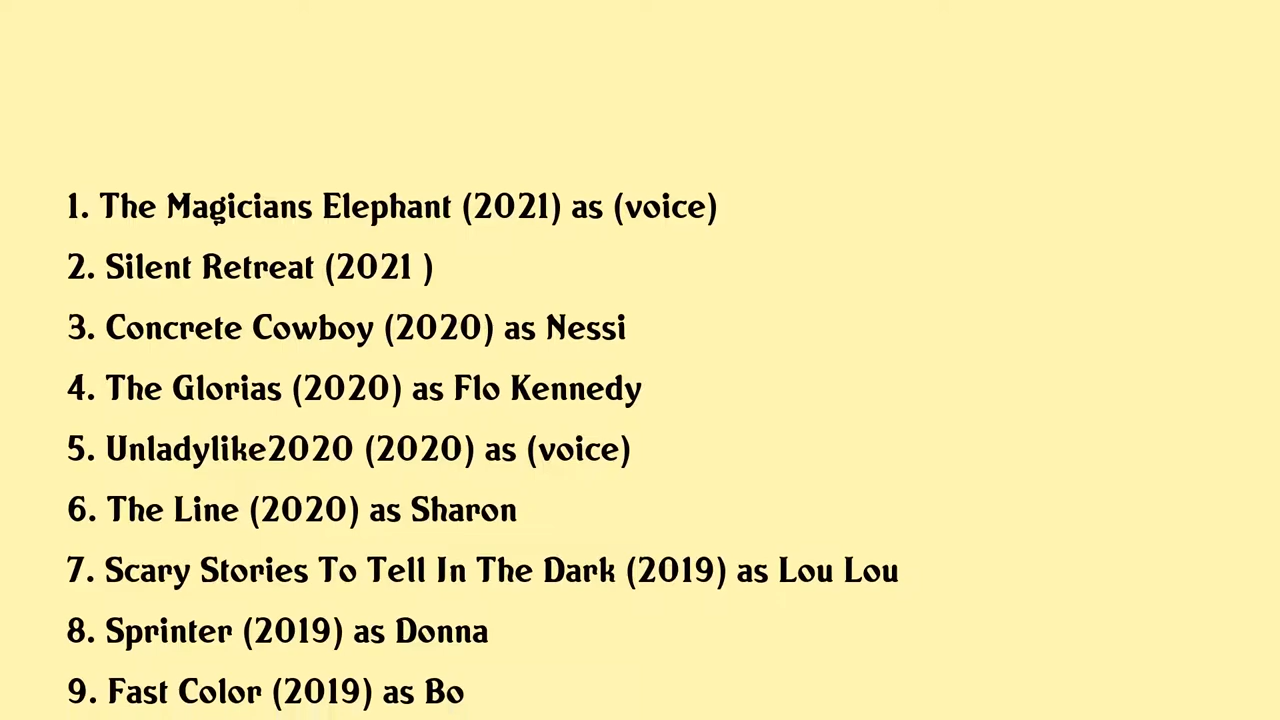 1. The Magicians Elephant (2021) as (voice)
2. Silent Retreat (2021 )
3. Concrete Cowboy (2020) as Nessi
4. The Glorias (2020) as Flo Kennedy
5. Unladylike2020 (2020) as (voice)
6. The Line (2020) as Sharon
7. Scary Stories To Tell In The Dark (2019) as Lou Lou
8. Sprinter (2019) as Donna
9. Fast Color (2019) as Bo